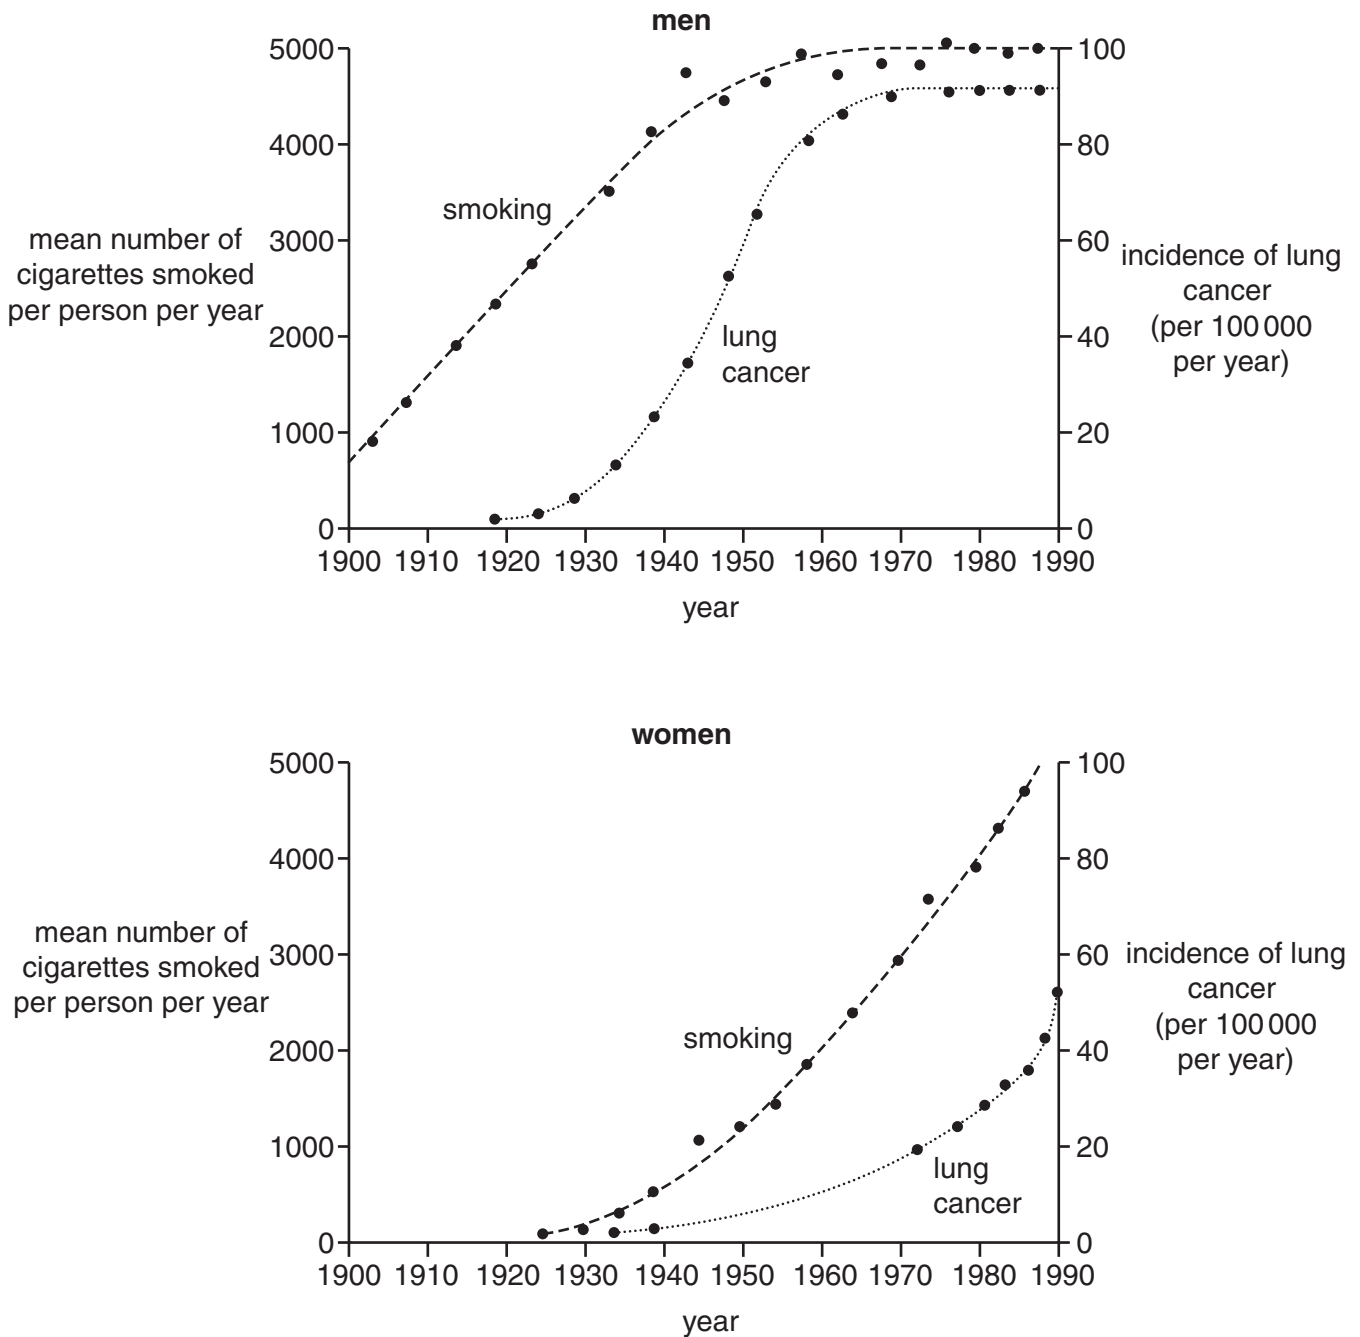 men
5000
4000
3000
2000
1000
0
100
80
60
40
20
0
mean number of
cigarettes smoked
per person per year
smoking
lung
cancer
incidence of lung
cancer
(per 100 000
per year)
1900 1910 1920 1930 1940 1950 1960 1970 1980 1990
year
women
5000
4000
3000
2000
1000
0
100
80
60
40
20
0
mean number of
cigarettes smoked
per person per year
smoking
lung
cancer
incidence of lung
cancer
(per 100 000
per year)
1900 1910 1920 1930 1940 1950 1960 1970 1980 1990
year